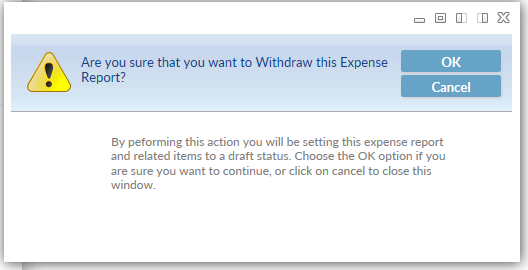 Are you sure that you want to Withdraw this Expense
Report?
OK
Cancel
By peforming this action you will be setting this expense report
and related items to a draft status. Choose the OK option if you
are sure you want to continue, or click on cancel to close this
window.